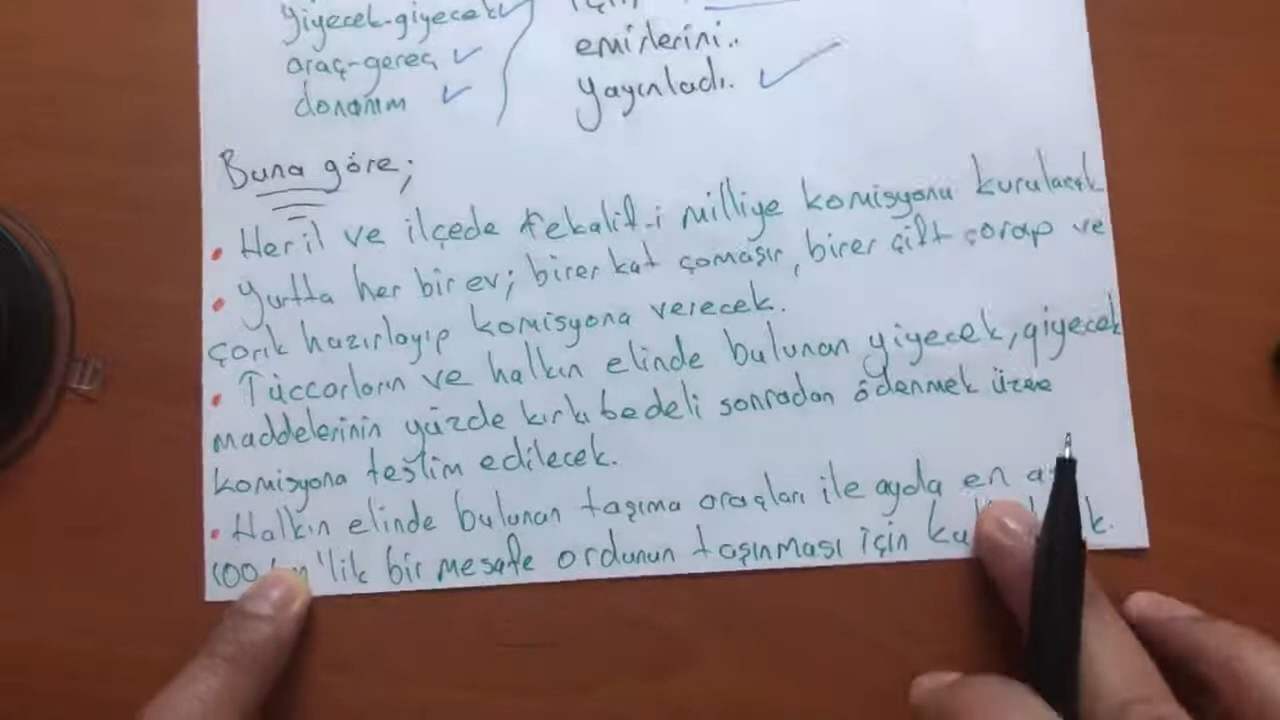 yiyecek-giyecek
araç-gereç
donanım
emirlerini..
yayınladı.
Buna göre;
• Her il ve ilçede tekalif-i milliye komisyonu kurulacak
• Yurtta her bir ev; birer kat çamaşır, birer çift çorap ve
çarık hazırlayıp komisyona verecek.
• Tüccarların ve halkın elinde bulunan yiyecek, giyecek
maddelerinin yüzde kırkı bedeli sonradan ödenmek üzere
komisyona teslim edilecek.
• Halkın elinde bulunan taşıma araçları ile ayda en
100 'lik bir mesafe ordunun taşınması için